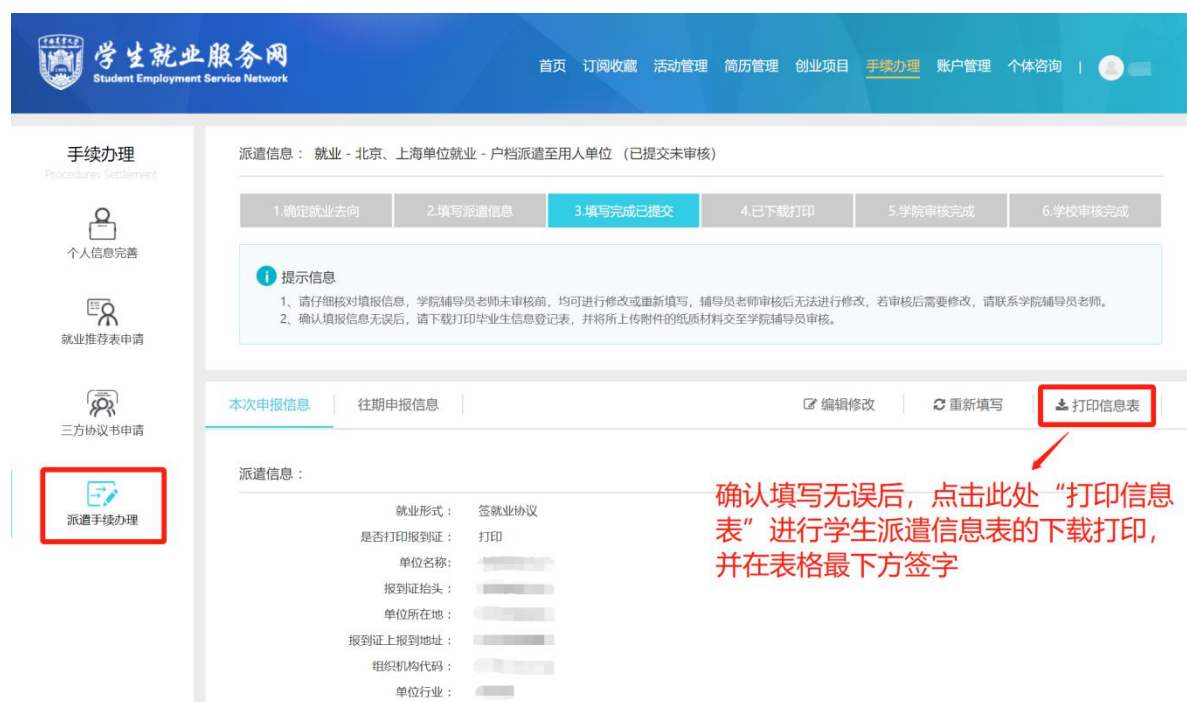 学生就业服务网
Student Employment Service Network
首页 订阅收藏 活动管理 简历管理 创业项目 手续办理 账户管理 个体咨询 |
手续办理
Procedures Settlement
个人信息完善
就业推荐表申请
三方协议书申请
派遣手续办理
派遣信息： 就业 - 北京、上海单位就业 - 户档派遣至用人单位 （已提交未审核）
1.确定就业去向 2.填写派遣信息 3.填写完成已提交 4.已下载打印 5.学院审核完成 6.学校审核完成
提示信息
1、请仔细核对填报信息，学院辅导员老师未审核前，均可进行修改或重新填写，辅导员老师审核后无法进行修改，若审核后需要修改，请联系学院辅导员老师。
2、确认填报信息无误后，请下载打印毕业生信息登记表，并将所上传附件的纸质材料交至学院辅导员审核。
本次申报信息 往期申报信息 编辑修改 重新填写 打印信息表
派遣信息：
就业形式： 签就业协议
是否打印报到证： 打印
单位名称：
报到证抬头：
单位所在地：
报到证上报到地址：
组织机构代码：
单位行业：
确认填写无误后，点击此处“打印信息
表”进行学生派遣信息表的下载打印，
并在表格最下方签字